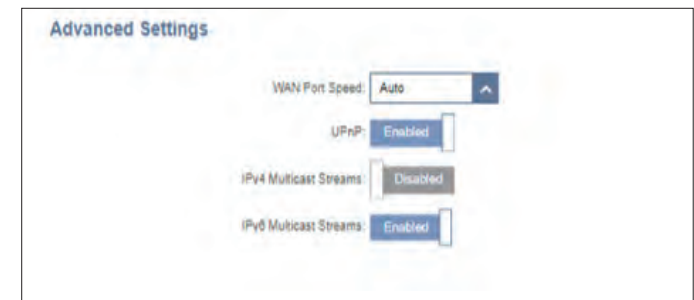 Advanced Settings
WAN Port Speed: Auto
UPnP: Enabled
IPv4 Multicast Streams: Disabled
IPv6 Multicast Streams: Enabled